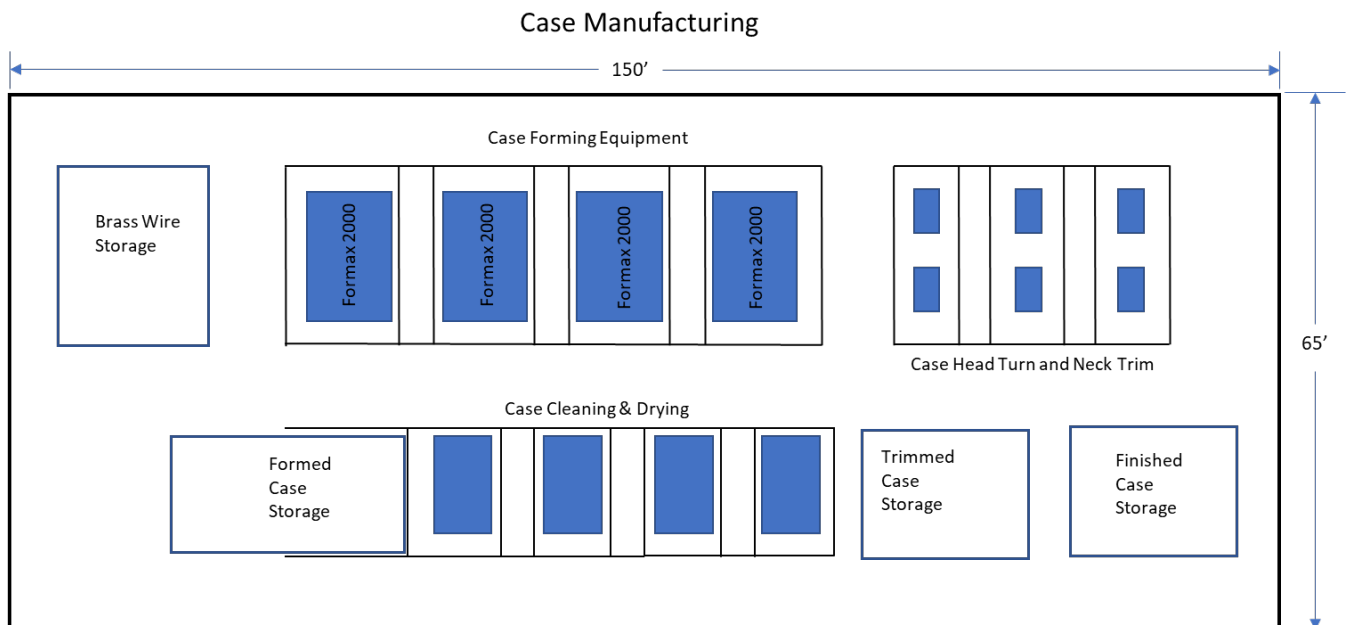 Case Manufacturing
150’
Case Forming Equipment
Brass Wire
Storage
Formax 2000
Formax 2000
Formax 2000
Formax 2000
65’
Case Head Turn and Neck Trim
Case Cleaning & Drying
Formed
Case
Storage
Trimmed
Case
Storage
Finished
Case
Storage